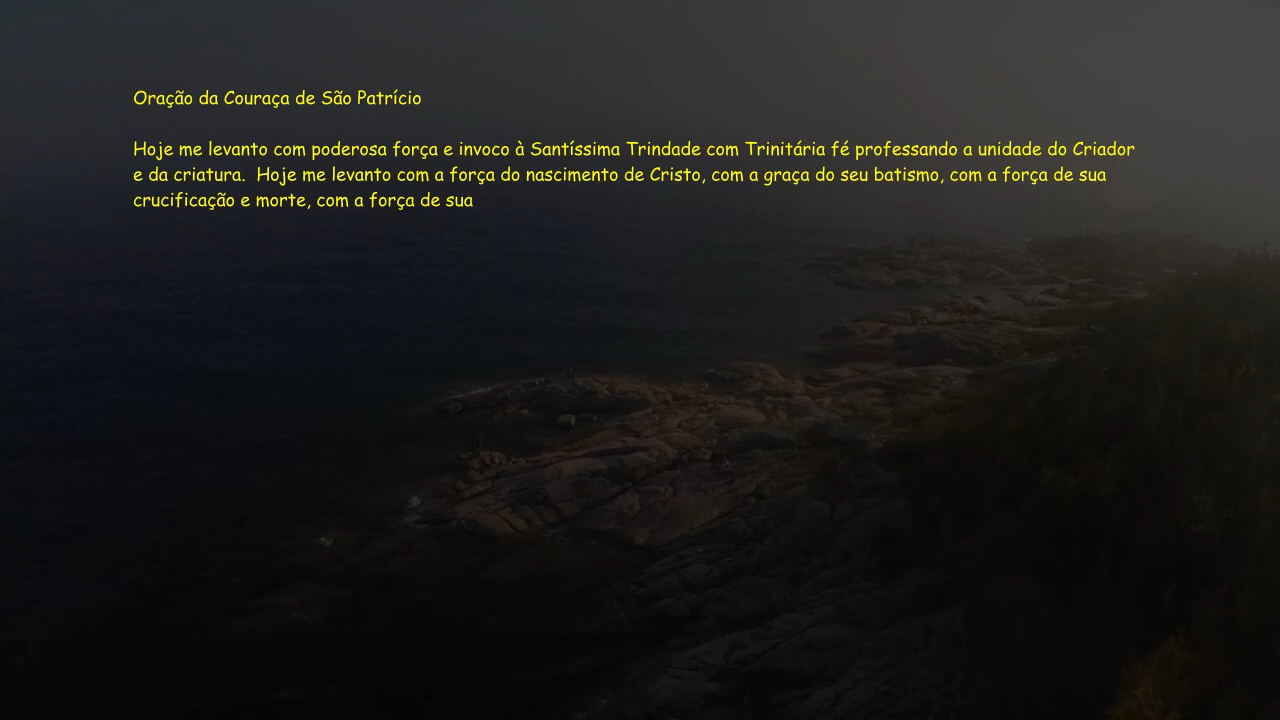 Oração da Couraça de São Patrício
Hoje me levanto com poderosa força e invoco à Santíssima Trindade com Trinitária fé professando a unidade do Criador
e da criatura.  Hoje me levanto com a força do nascimento de Cristo, com a graça do seu batismo, com a força de sua
crucificação e morte, com a força de sua